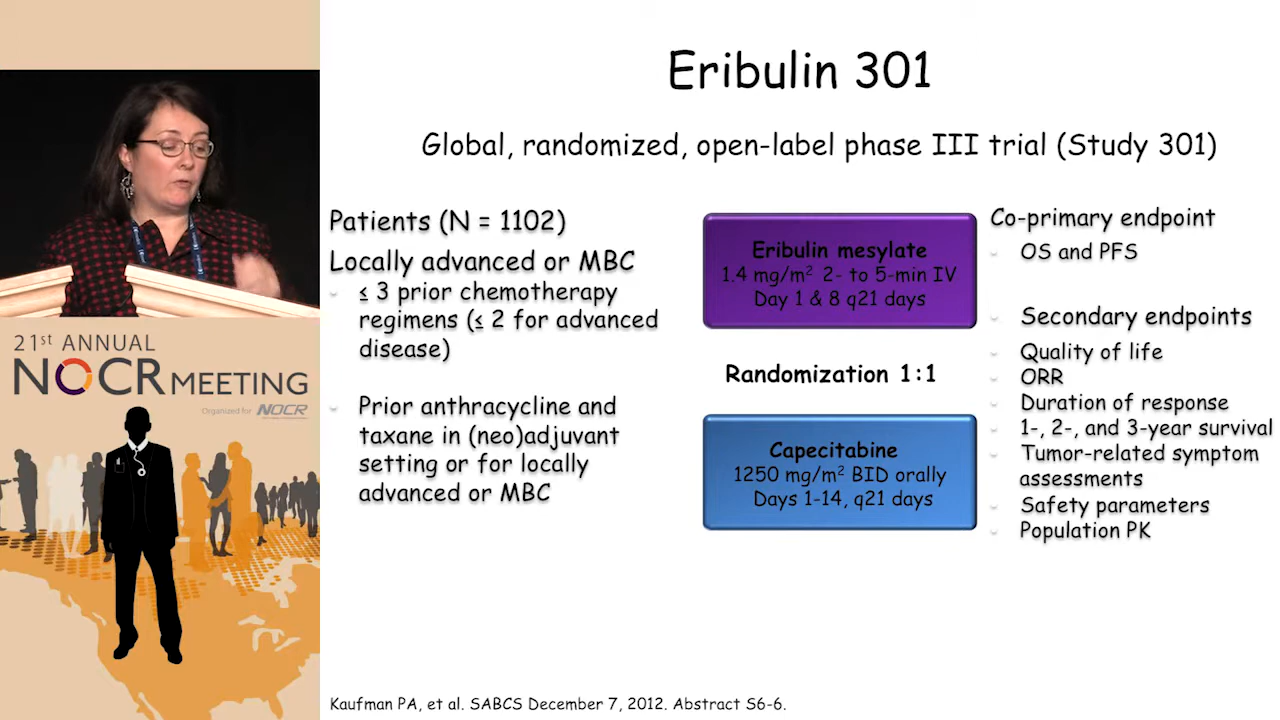 Eribulin 301
Global, randomized, open-label phase III trial (Study 301)
Patients (N = 1102)
Locally advanced or MBC
≤ 3 prior chemotherapy
regimens (≤ 2 for advanced
disease)
Prior anthracycline and
taxane in (neo)adjuvant
setting or for locally
advanced or MBC
Eribulin mesylate
1.4 mg/m² 2- to 5-min IV
Day 1 & 8 q21 days
Randomization 1:1
Capecitabine
1250 mg/m² BID orally
Days 1-14, q21 days
Co-primary endpoint
OS and PFS
Secondary endpoints
Quality of life
ORR
Duration of response
1-, 2-, and 3-year survival
Tumor-related symptom
assessments
Safety parameters
Population PK
Kaufman PA, et al. SABCS December 7, 2012. Abstract S6-6.
21st ANNUAL
NOCR MEETING
Organized for NOCR